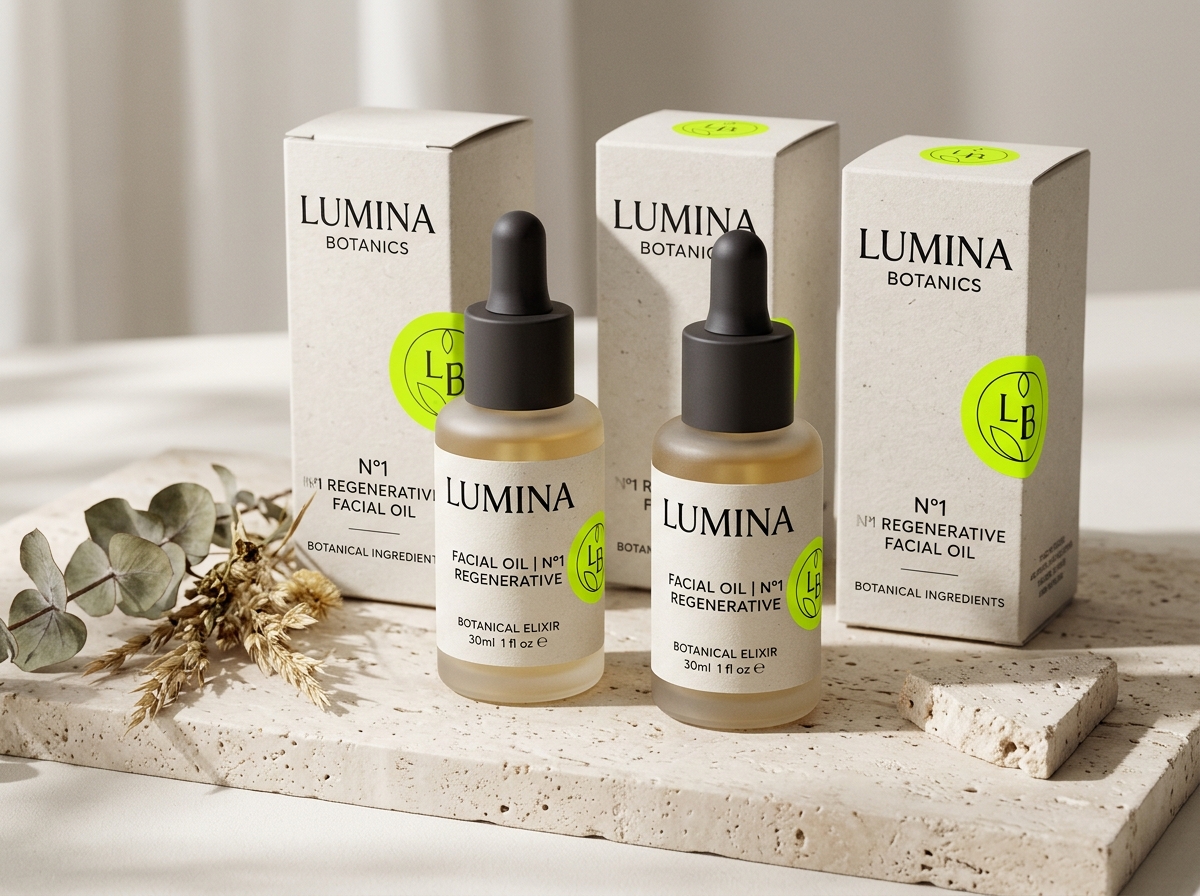 LUMINA
BOTANICS
LB
N°1
N°1 REGENERATIVE
FACIAL OIL
BOTANICAL INGREDIENT
LB
LUMINA
BOTANICS
N°1 R
F
BOTAN
LB
LUMINA
BOTANICS
LB
N°1
N°1 REGENERATIVE
FACIAL OIL
BOTANICAL INGREDIENTS
LUMINA
LB
FACIAL OIL | N°1
REGENERATIVE
BOTANICAL ELIXIR
30ml 1 fl oz ℮
LUMINA
LB
FACIAL OIL | N°1
REGENERATIVE
BOTANICAL ELIXIR
30ml 1 fl oz ℮